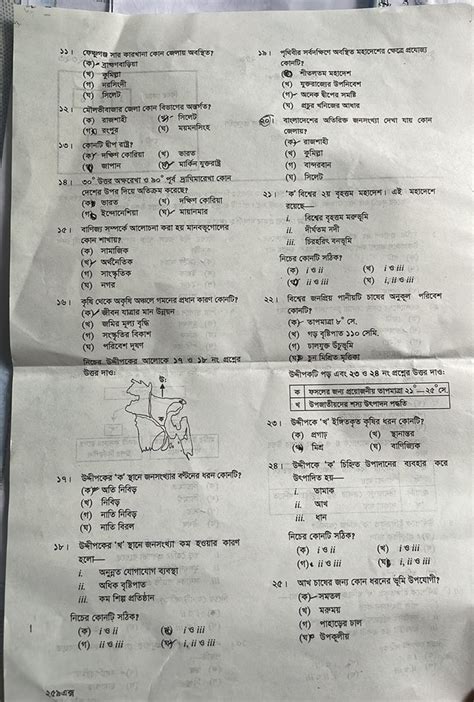 ১১। ফেঞ্চুগঞ্জ সার কারখানা কোন জেলায় অবস্থিত?
(ক) ব্রাহ্মণবাড়িয়া
(খ) কুমিল্লা
(গ) নরসিংদী
(ঘ) সিলেট
১২। মৌলভীবাজার জেলা কোন বিভাগের অন্তর্গত?
(ক) রাজশাহী (খ) সিলেট
(গ) রংপুর (ঘ) ময়মনসিংহ
১৩। কোনটি দ্বীপ রাষ্ট্র?
(ক) দক্ষিণ কোরিয়া (খ) ভারত
(গ) জাপান (ঘ) মার্কিন যুক্তরাষ্ট্র
১৪। ৩০° উত্তর অক্ষরেখা ও ৯০° পূর্ব দ্রাঘিমারেখা কোন
দেশের উপর দিয়ে অতিক্রম করেছে?
(ক) ভারত (খ) দক্ষিণ কোরিয়া
(গ) ইন্দোনেশিয়া (ঘ) মায়ানমার
১৫। বাণিজ্য সম্পর্কে আলোচনা করা হয় মানবভূগোলের
কোন শাখায়?
(ক) সামাজিক
(খ) অর্থনৈতিক
(গ) সাংস্কৃতিক
(ঘ) নগর
১৬। কৃষি থেকে অকৃষি অঞ্চলে গমনের প্রধান কারণ কোনটি?
(ক) জীবন যাত্রার মান উন্নয়ন
(খ) জমির মূল্য বৃদ্ধি
(গ) সংস্কৃতির বিকাশ
(ঘ) পরিবেশ দূষণ
নিচের উদ্দীপকের আলোকে ১৭ ও ১৮ নং প্রশ্নের
উত্তর দাও:
উ:
ক
খ
১৭। উদ্দীপকের 'ক' স্থানে জনসংখ্যার বণ্টনের ধরন কোনটি?
(ক) অতি নিবিড়
(খ) নিবিড়
(গ) নাতি নিবিড়
(ঘ) নাতি বিরল
১৮। উদ্দীপকের 'খ' স্থানে জনসংখ্যা কম হওয়ার কারণ
হলো—
i. অনুন্নত যোগাযোগ ব্যবস্থা
ii. অধিক বৃষ্টিপাত
iii. কম শিল্প প্রতিষ্ঠান
নিচের কোনটি সঠিক?
(ক) i ও ii (খ) i ও iii
(গ) ii ও iii (ঘ) i, ii ও iii
২৫৯এক্স
১৯। পৃথিবীর সর্বদক্ষিণে অবস্থিত মহাদেশের ক্ষেত্রে প্রযোজ্য
কোনটি?
(ক) শীতলতম মহাদেশ
(খ) যুক্তরাজ্যের উপনিবেশ
(গ) অনেক দ্বীপের সমষ্টি
(ঘ) প্রচুর খনিজের আধার
২০। বাংলাদেশের অতিরিক্ত জনসংখ্যা দেখা যায় কোন
জেলায়?
(ক) রাজশাহী
(খ) কুমিল্লা
(গ) বান্দরবান
(ঘ) সিলেট
২১। 'ক' বিশ্বের ২য় বৃহত্তম মহাদেশ। এই মহাদেশে
রয়েছে—
i. বিশ্বের বৃহত্তম মরুভূমি
ii. দীর্ঘতম নদী
iii. চিরহরিৎ বনভূমি
নিচের কোনটি সঠিক?
(ক) i ও ii (খ) i ও iii
(গ) ii ও iii (ঘ) i, ii ও iii
২২। বিশ্বের জনপ্রিয় পানীয়টি চাষের অনুকূল পরিবেশ
কোনটি?
(ক) তাপমাত্রা ৮° সে.
(খ) গড় বৃষ্টিপাত ১১০ সেমি.
(গ) ঢালযুক্ত উঁচুভূমি
(ঘ) চুন মিশ্রিত মৃত্তিকা
উদ্দীপকটি পড় এবং ২৩ ও ২৪ নং প্রশ্নের উত্তর দাও:
ক ফসলের জন্য প্রয়োজনীয় তাপমাত্রা ২১°–২৫° সে.
খ উপজাতীয়দের শস্য উৎপাদন পদ্ধতি
২৩। উদ্দীপকে 'খ' ইঙ্গিতকৃত কৃষির ধরন কোনটি?
(ক) প্রগাঢ় (খ) স্থানান্তর
(গ) মিশ্র (ঘ) বাণিজ্যিক
২৪। উদ্দীপকে 'ক' চিহ্নিত উপাদানের ব্যবহার করে
উৎপাদিত হয়—
i. তামাক
ii. আখ
iii. ধান
নিচের কোনটি সঠিক?
(ক) i ও ii (খ) i ও iii
(গ) ii ও iii (ঘ) i, ii ও iii
২৫। আখ চাষের জন্য কোন ধরনের ভূমি উপযোগী?
(ক) সমতল
(খ) মরুময়
(গ) পাহাড়ের ঢাল
(ঘ) উপকূলীয়